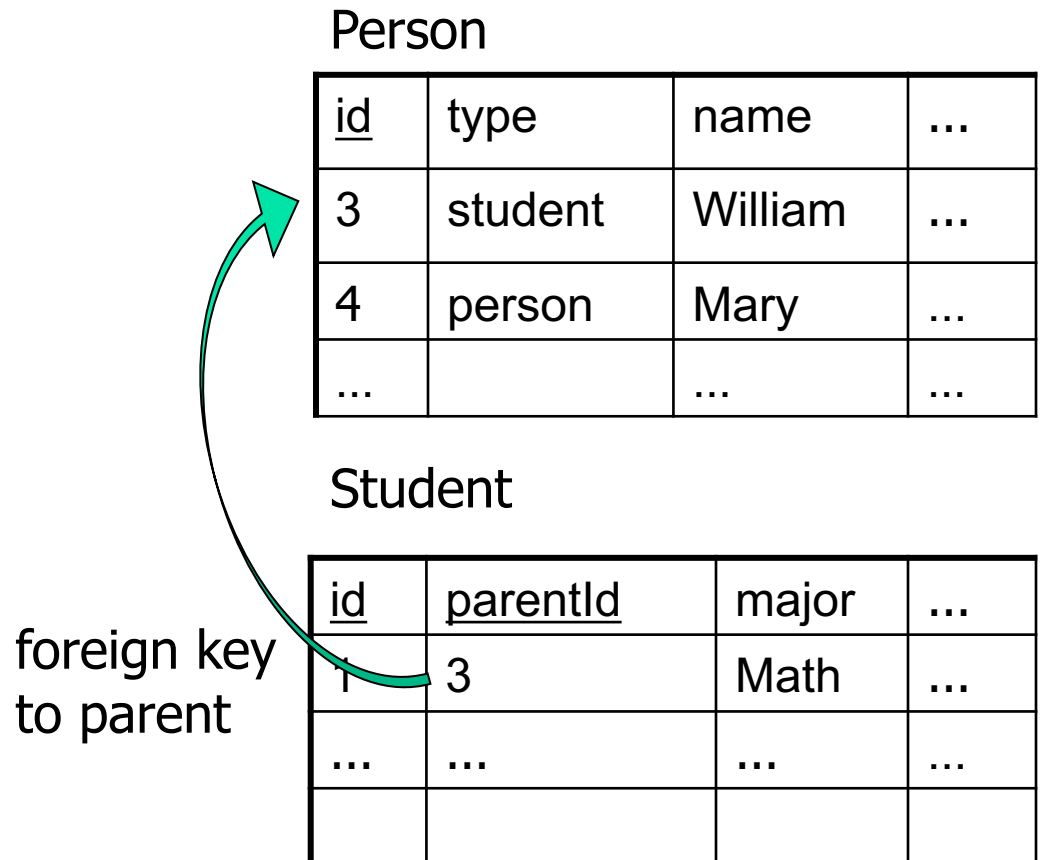 Person
id type name ...
3 student William ...
4 person Mary ...
... ... ...
Student
id parentId major ...
foreign key
to parent
1 3 Math ...
... ... ... ...